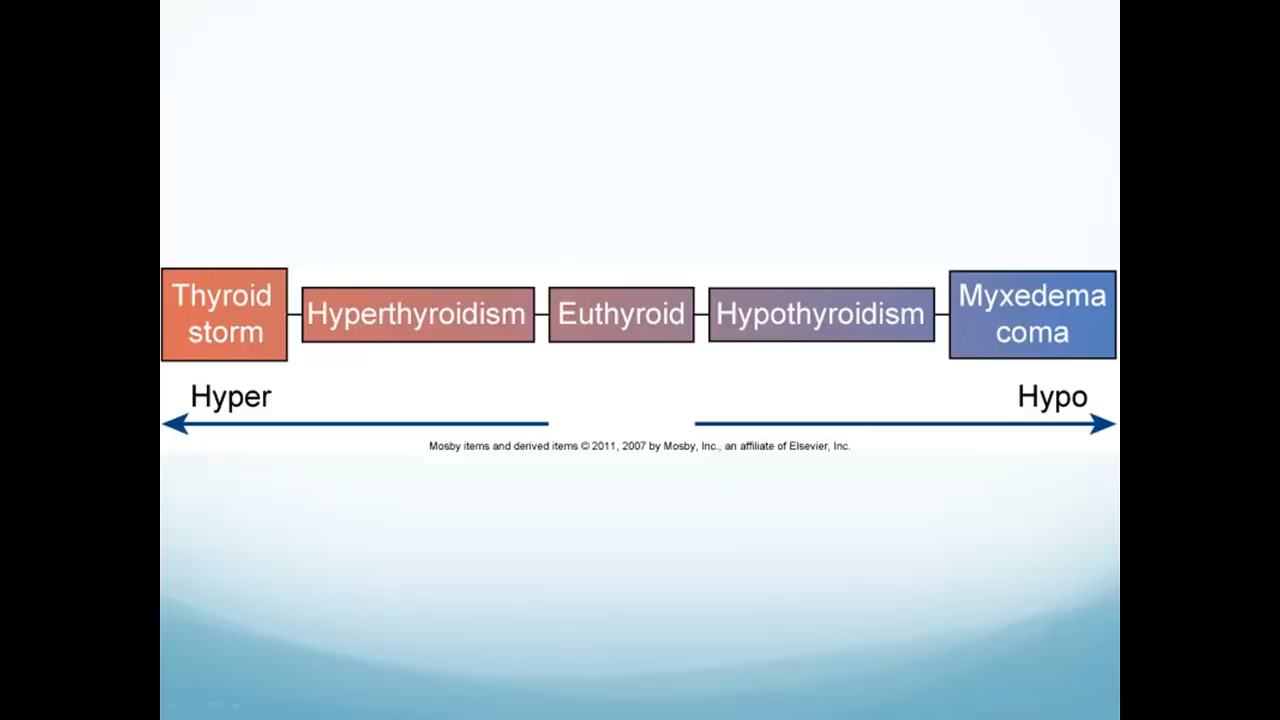 Thyroid
storm
Hyperthyroidism
Euthyroid
Hypothyroidism
Myxedema
coma
Hyper
Hypo
Mosby items and derived items © 2011, 2007 by Mosby, Inc., an affiliate of Elsevier, Inc.